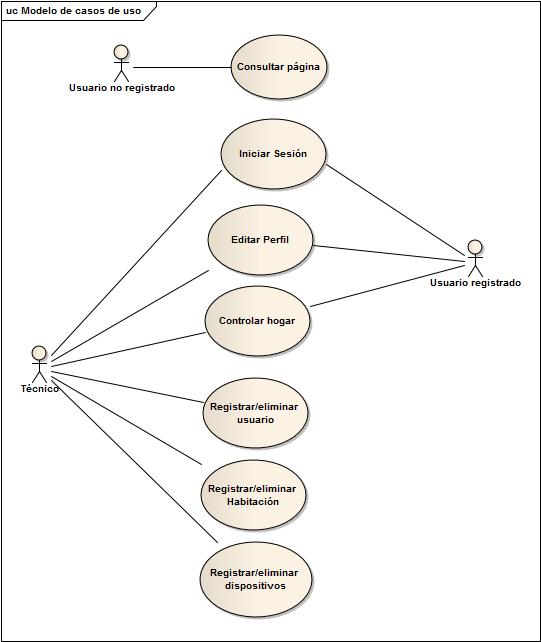 uc Modelo de casos de uso
Consultar página
Usuario no registrado
Iniciar Sesión
Editar Perfil
Usuario registrado
Controlar hogar
Técnico
Registrar/eliminar
usuario
Registrar/eliminar
Habitación
Registrar/eliminar
dispositivos